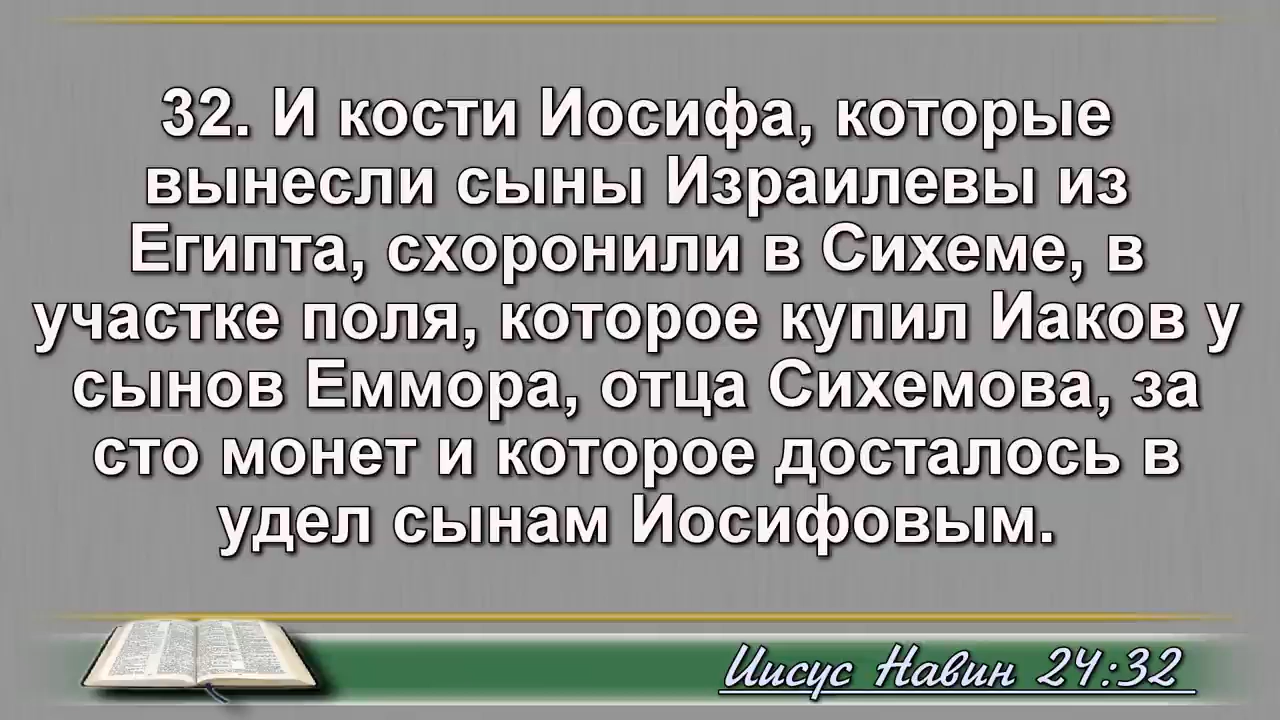 32. И кости Иосифа, которые
вынесли сыны Израилевы из
Египта, схоронили в Сихеме, в
участке поля, которое купил Иаков у
сынов Еммора, отца Сихемова, за
сто монет и которое досталось в
удел сынам Иосифовым.
Иисус Навин 24:32